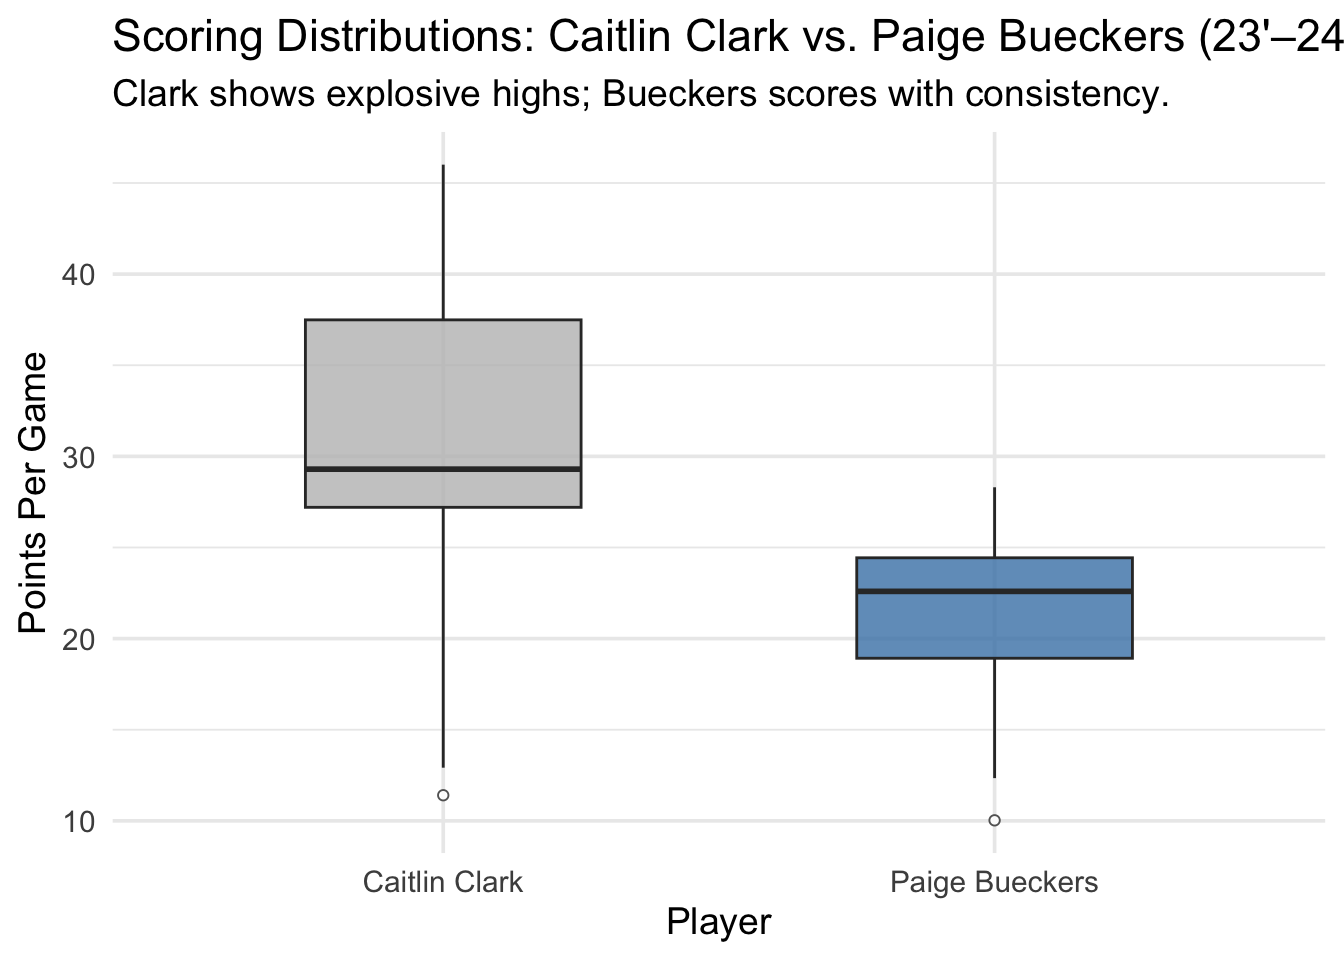 Scoring Distributions: Caitlin Clark vs. Paige Bueckers (23'–24
Clark shows explosive highs; Bueckers scores with consistency.
Points Per Game
40
30
20
10
Caitlin Clark
Paige Bueckers
Player